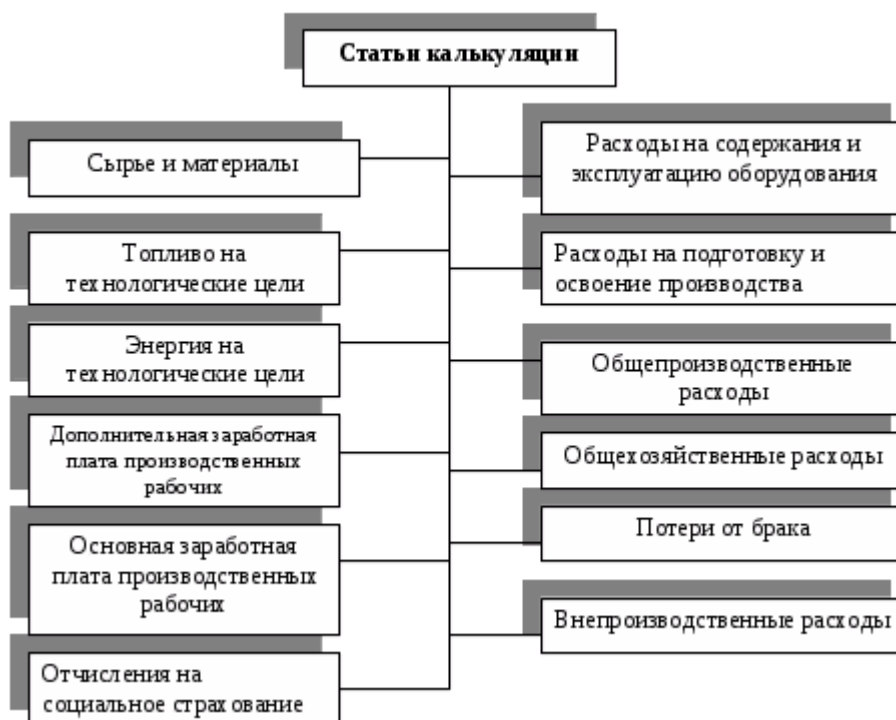 Статьи калькуляции
Сырье и материалы
Топливо на
технологические цели
Энергия на
технологические цели
Дополнительная заработная
плата производственных
рабочих
Основная заработная
плата производственных
рабочих
Отчисления на
социальное страхование
Расходы на содержания и
эксплуатацию оборудования
Расходы на подготовку и
освоение производства
Общепроизводственные
расходы
Общехозяйственные расходы
Потери от брака
Внепроизводственные расходы